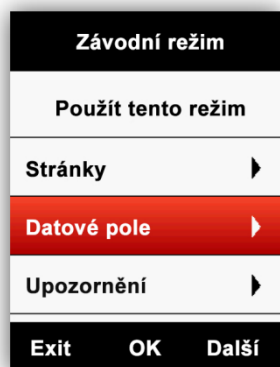 Závodní režim
Použít tento režim
Stránky
Datové pole
Upozornění
Exit OK Další